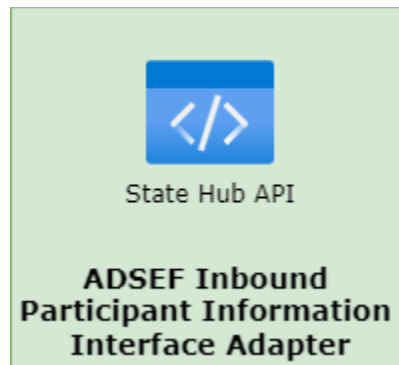 State Hub API
ADSEF Inbound
Participant Information
Interface Adapter